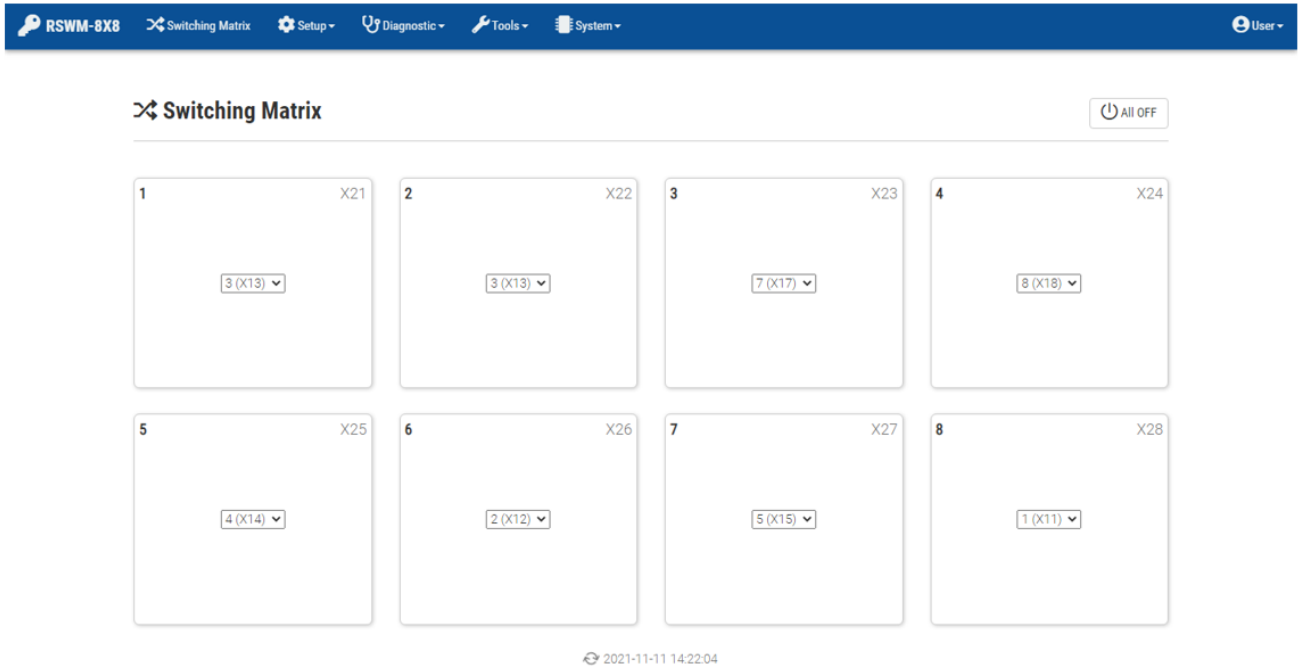 RSWM-8X8 Switching Matrix Setup Diagnostic Tools System User
Switching Matrix All OFF
1 X21 2 X22 3 X23 4 X24
3 (X13) 3 (X13) 7 (X17) 8 (X18)
5 X25 6 X26 7 X27 8 X28
4 (X14) 2 (X12) 5 (X15) 1 (X11)
2021-11-11 14:22:04